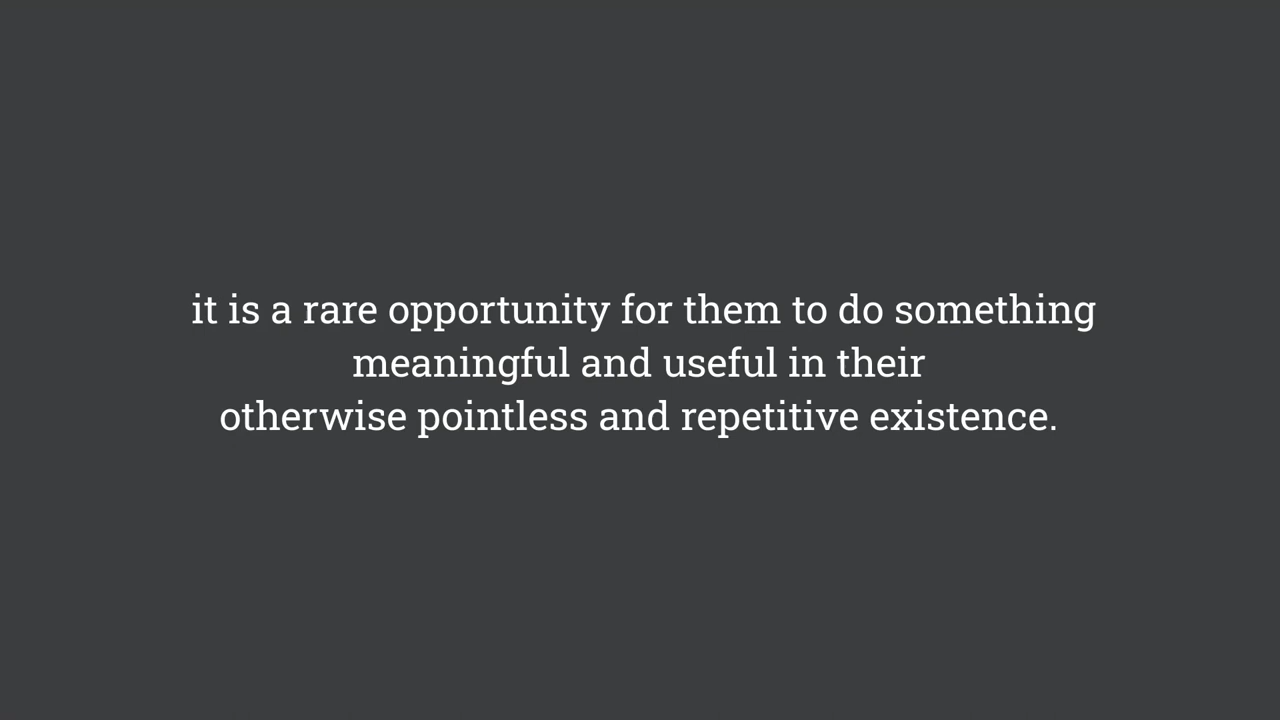 it is a rare opportunity for them to do something
meaningful and useful in their
otherwise pointless and repetitive existence.